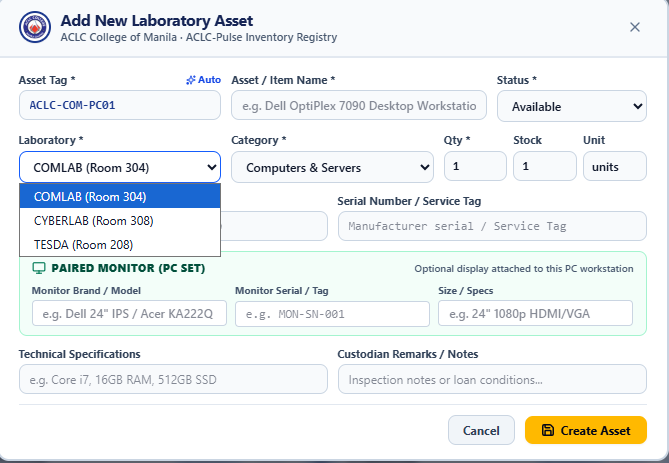 Add New Laboratory Asset
ACLC College of Manila · ACLC-Pulse Inventory Registry
Asset Tag *
Auto
Asset / Item Name *
Status *
ACLC-COM-PC01
e.g. Dell OptiPlex 7090 Desktop Workstatio
Available
Laboratory *
Category *
Qty *
Stock
Unit
COMLAB (Room 304)
Computers & Servers
1
1
units
COMLAB (Room 304)
CYBERLAB (Room 308)
TESDA (Room 208)
Serial Number / Service Tag
Manufacturer serial / Service Tag
PAIRED MONITOR (PC SET)
Optional display attached to this PC workstation
Monitor Brand / Model
Monitor Serial / Tag
Size / Specs
e.g. Dell 24" IPS / Acer KA222Q
e.g. MON-SN-001
e.g. 24" 1080p HDMI/VGA
Technical Specifications
Custodian Remarks / Notes
e.g. Core i7, 16GB RAM, 512GB SSD
Inspection notes or loan conditions...
Cancel
Create Asset